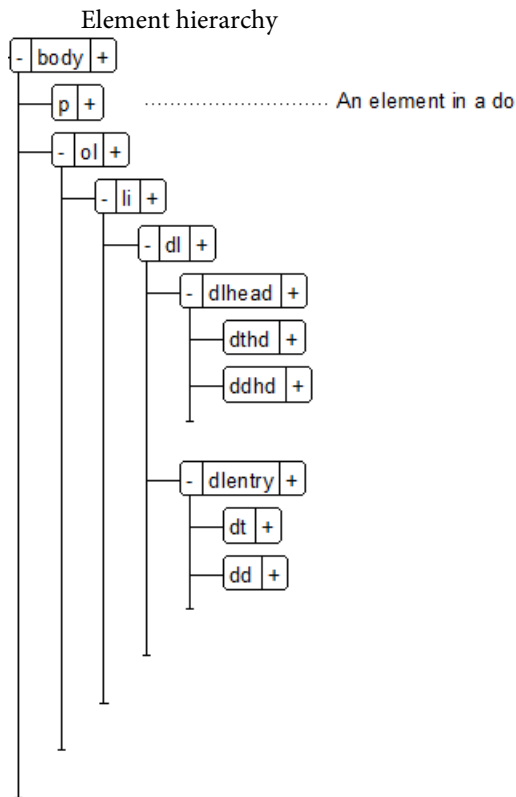 Element hierarchy
- body +
p + An element in a do
- ol +
- li +
- dl +
- dlhead +
dthd +
ddhd +
- dlentry +
dt +
dd +